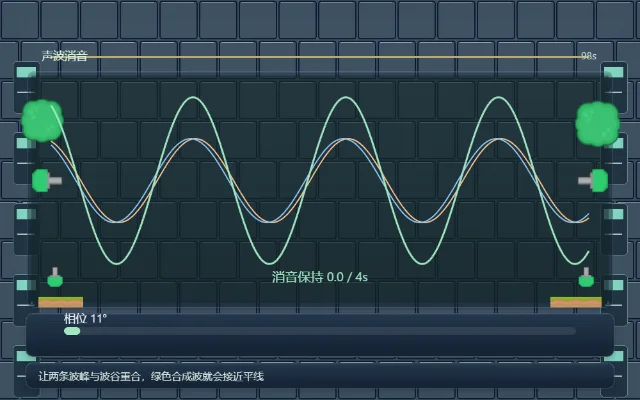 声波消音
98s
消音保持 0.0 / 4s
相位 11°
让两条波峰与波谷重合，绿色合成波就会接近平线